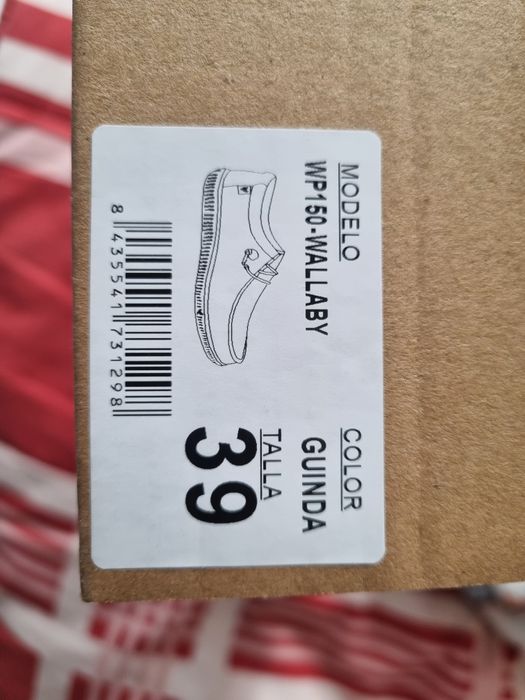 MODELO
WP150-WALLABY
COLOR
GUINDA
TALLA
39
8 435541 731298